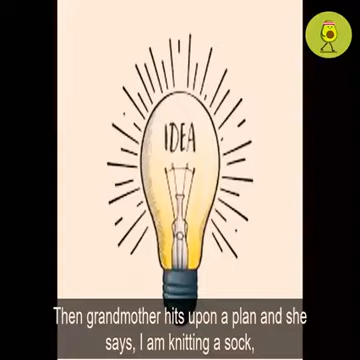 IDEA
Then grandmother hits upon a plan and she
says, I am knitting a sock,